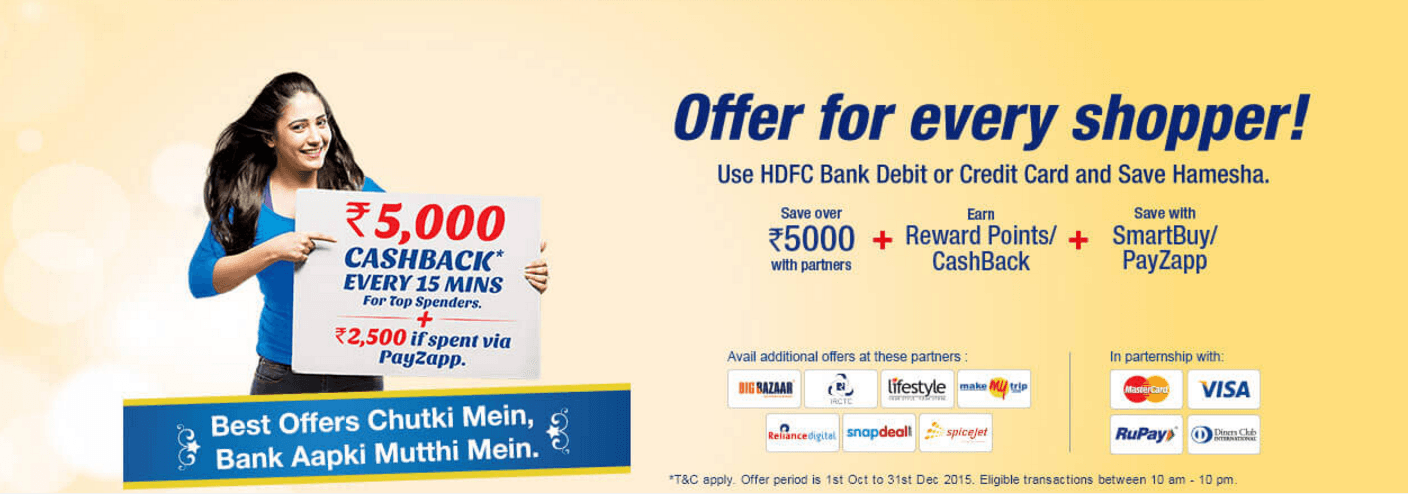 ₹5,000
CASHBACK*
EVERY 15 MINS
For Top Spenders.
+
₹2,500 if spent via
PayZapp.
Best Offers Chutki Mein,
Bank Aapki Mutthi Mein.
Offer for every shopper!
Use HDFC Bank Debit or Credit Card and Save Hamesha.
Save over
₹5000
with partners
+
Earn
Reward Points/
CashBack
+
Save with
SmartBuy/
PayZapp
Avail additional offers at these partners :
BIG BAZAAR
IRCTC
lifestyle
make my trip
Reliance digital
snapdeal
spicejet
In parternship with:
MasterCard
VISA
RuPay
Diners Club
INTERNATIONAL
*T&C apply. Offer period is 1st Oct to 31st Dec 2015. Eligible transactions between 10 am - 10 pm.